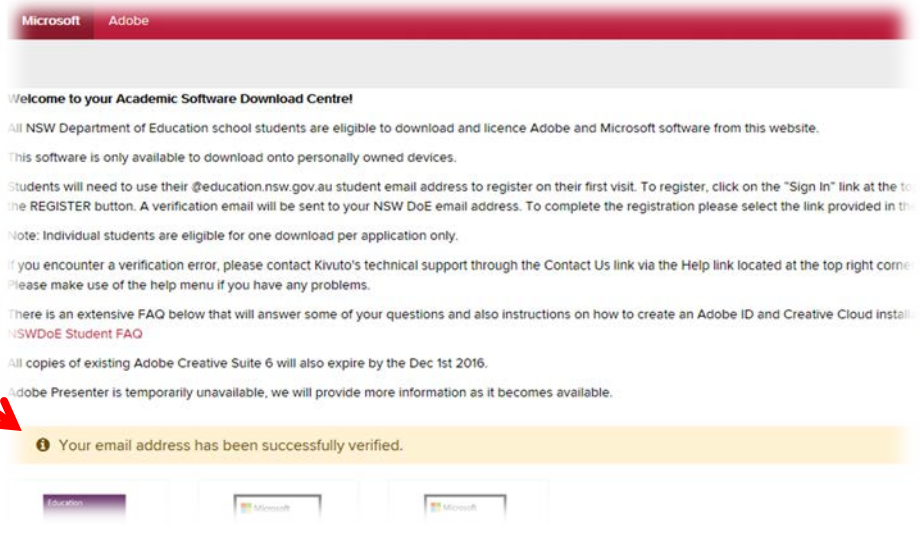 Microsoft Adobe
Welcome to your Academic Software Download Centre!
All NSW Department of Education school students are eligible to download and licence Adobe and Microsoft software from this website.
This software is only available to download onto personally owned devices.
Students will need to use their @education.nsw.gov.au student email address to register on their first visit. To register, click on the "Sign In" link at the to
the REGISTER button. A verification email will be sent to your NSW DoE email address. To complete the registration please select the link provided in the
Note: Individual students are eligible for one download per application only.
If you encounter a verification error, please contact Kivuto's technical support through the Contact Us link via the Help link located at the top right corne
Please make use of the help menu if you have any problems.
There is an extensive FAQ below that will answer some of your questions and also instructions on how to create an Adobe ID and Creative Cloud install
NSWDoE Student FAQ
All copies of existing Adobe Creative Suite 6 will also expire by the Dec 1st 2016.
Adobe Presenter is temporarily unavailable, we will provide more information as it becomes available.
Your email address has been successfully verified.
Education Microsoft Microsoft